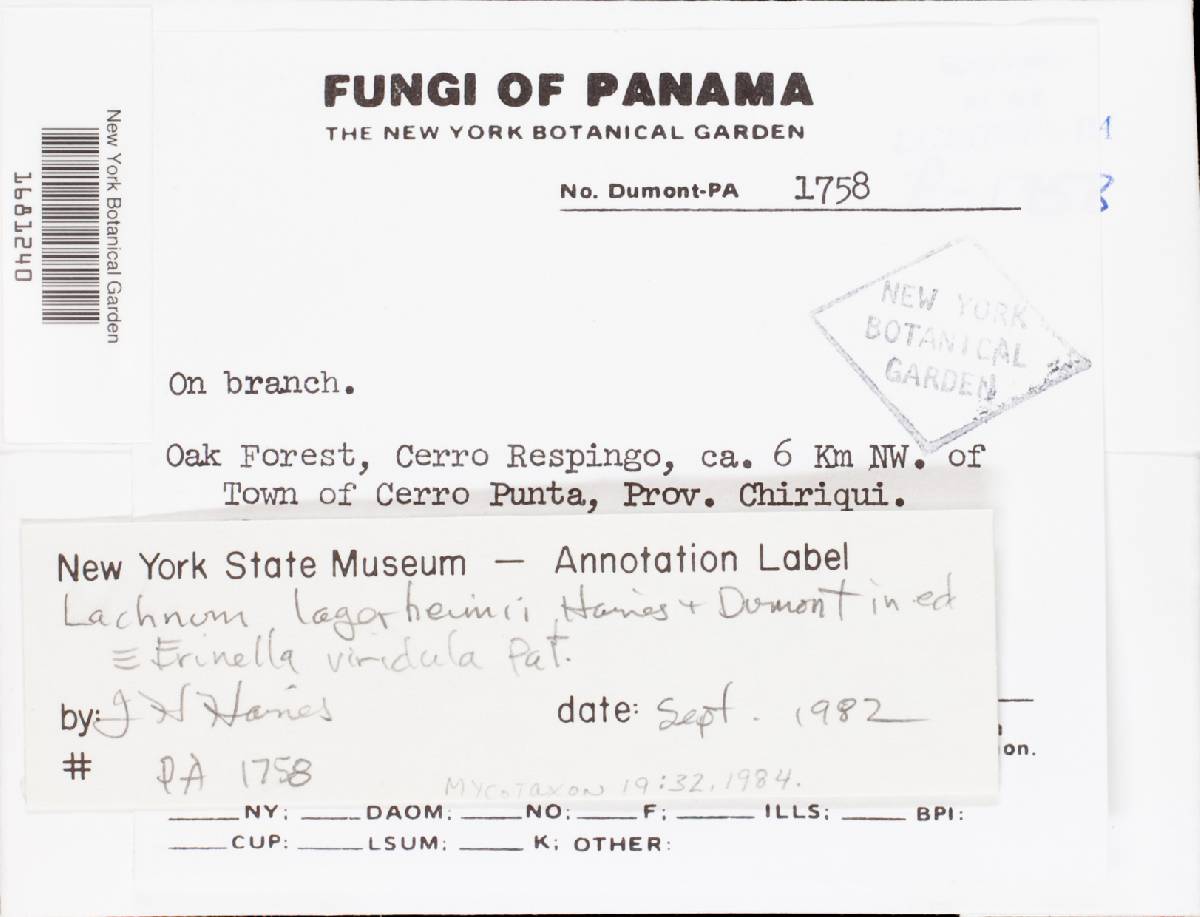 FUNGI OF PANAMA
THE NEW YORK BOTANICAL GARDEN
No. Dumont-PA 1758
New York Botanical Garden
1681240
NEW YORK
BOTANICAL
GARDEN
On branch.
Oak Forest, Cerro Respingo, ca. 6 Km NW. of
Town of Cerro Punta, Prov. Chiriqui.
New York State Museum — Annotation Label
Lachnum lagerheimii Haines + Dumont in ed
≡ Erinella viridula Pat.
by: J H Haines date: Sept. 1982
# PA 1758
Mycotaxon 19:32, 1984.
on.
NY; DAOM; NO; F; ILLS; BPI:
CUP: LSUM; K; OTHER: